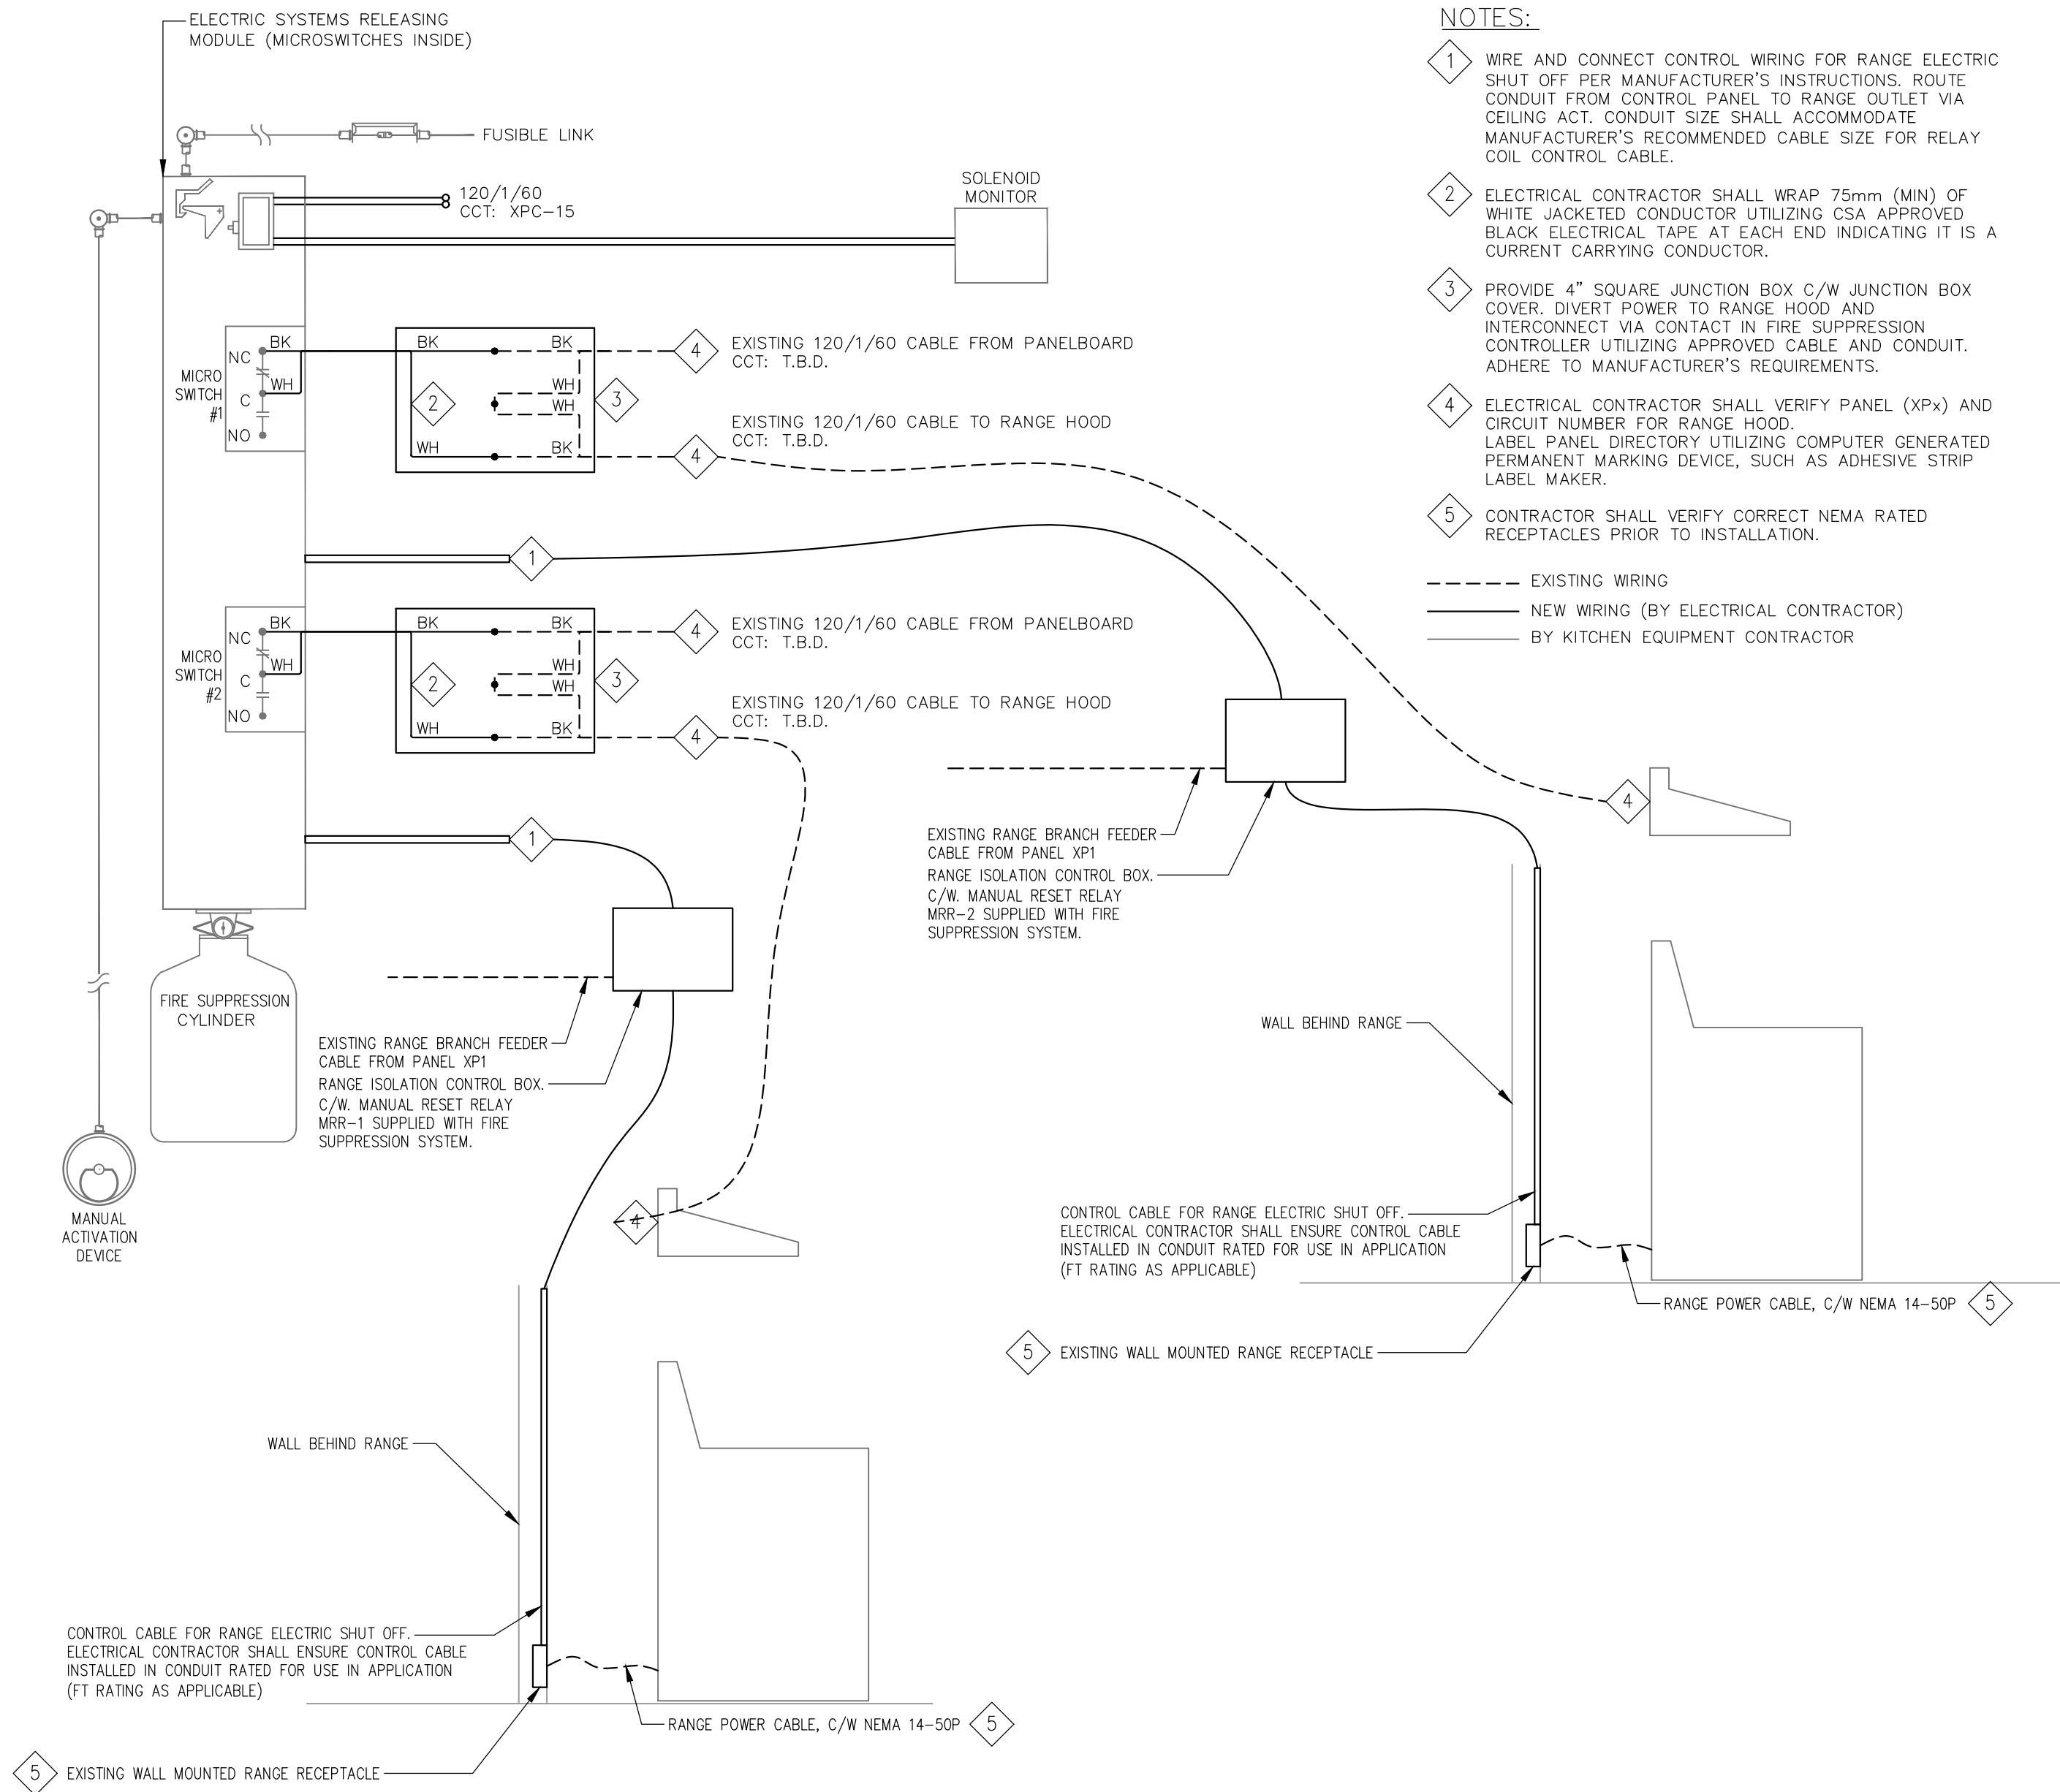 ELECTRIC SYSTEMS RELEASING
MODULE (MICROSWITCHES INSIDE)
FUSIBLE LINK
120/1/60
CCT: XPC-15
SOLENOID
MONITOR
NC
BK
WH
C
NO
MICRO
SWITCH
#1
BK
BK
2
WH
WH
3
WH
BK
4
EXISTING 120/1/60 CABLE FROM PANELBOARD
CCT: T.B.D.
EXISTING 120/1/60 CABLE TO RANGE HOOD
CCT: T.B.D.
4
1
NC
BK
WH
C
NO
MICRO
SWITCH
#2
BK
BK
2
WH
WH
3
WH
BK
4
EXISTING 120/1/60 CABLE FROM PANELBOARD
CCT: T.B.D.
EXISTING 120/1/60 CABLE TO RANGE HOOD
CCT: T.B.D.
4
1
FIRE SUPPRESSION
CYLINDER
MANUAL
ACTIVATION
DEVICE
EXISTING RANGE BRANCH FEEDER
CABLE FROM PANEL XP1
RANGE ISOLATION CONTROL BOX.
C/W. MANUAL RESET RELAY
MRR-1 SUPPLIED WITH FIRE
SUPPRESSION SYSTEM.
4
WALL BEHIND RANGE
CONTROL CABLE FOR RANGE ELECTRIC SHUT OFF.
ELECTRICAL CONTRACTOR SHALL ENSURE CONTROL CABLE
INSTALLED IN CONDUIT RATED FOR USE IN APPLICATION
(FT RATING AS APPLICABLE)
RANGE POWER CABLE, C/W NEMA 14-50P
5
5
EXISTING WALL MOUNTED RANGE RECEPTACLE
EXISTING RANGE BRANCH FEEDER
CABLE FROM PANEL XP1
RANGE ISOLATION CONTROL BOX.
C/W. MANUAL RESET RELAY
MRR-2 SUPPLIED WITH FIRE
SUPPRESSION SYSTEM.
4
WALL BEHIND RANGE
CONTROL CABLE FOR RANGE ELECTRIC SHUT OFF.
ELECTRICAL CONTRACTOR SHALL ENSURE CONTROL CABLE
INSTALLED IN CONDUIT RATED FOR USE IN APPLICATION
(FT RATING AS APPLICABLE)
RANGE POWER CABLE, C/W NEMA 14-50P
5
5
EXISTING WALL MOUNTED RANGE RECEPTACLE
NOTES:
1
WIRE AND CONNECT CONTROL WIRING FOR RANGE ELECTRIC
SHUT OFF PER MANUFACTURER'S INSTRUCTIONS. ROUTE
CONDUIT FROM CONTROL PANEL TO RANGE OUTLET VIA
CEILING ACT. CONDUIT SIZE SHALL ACCOMMODATE
MANUFACTURER'S RECOMMENDED CABLE SIZE FOR RELAY
COIL CONTROL CABLE.
2
ELECTRICAL CONTRACTOR SHALL WRAP 75mm (MIN) OF
WHITE JACKETED CONDUCTOR UTILIZING CSA APPROVED
BLACK ELECTRICAL TAPE AT EACH END INDICATING IT IS A
CURRENT CARRYING CONDUCTOR.
3
PROVIDE 4" SQUARE JUNCTION BOX C/W JUNCTION BOX
COVER. DIVERT POWER TO RANGE HOOD AND
INTERCONNECT VIA CONTACT IN FIRE SUPPRESSION
CONTROLLER UTILIZING APPROVED CABLE AND CONDUIT.
ADHERE TO MANUFACTURER'S REQUIREMENTS.
4
ELECTRICAL CONTRACTOR SHALL VERIFY PANEL (XPx) AND
CIRCUIT NUMBER FOR RANGE HOOD.
LABEL PANEL DIRECTORY UTILIZING COMPUTER GENERATED
PERMANENT MARKING DEVICE, SUCH AS ADHESIVE STRIP
LABEL MAKER.
5
CONTRACTOR SHALL VERIFY CORRECT NEMA RATED
RECEPTACLES PRIOR TO INSTALLATION.
EXISTING WIRING
NEW WIRING (BY ELECTRICAL CONTRACTOR)
BY KITCHEN EQUIPMENT CONTRACTOR